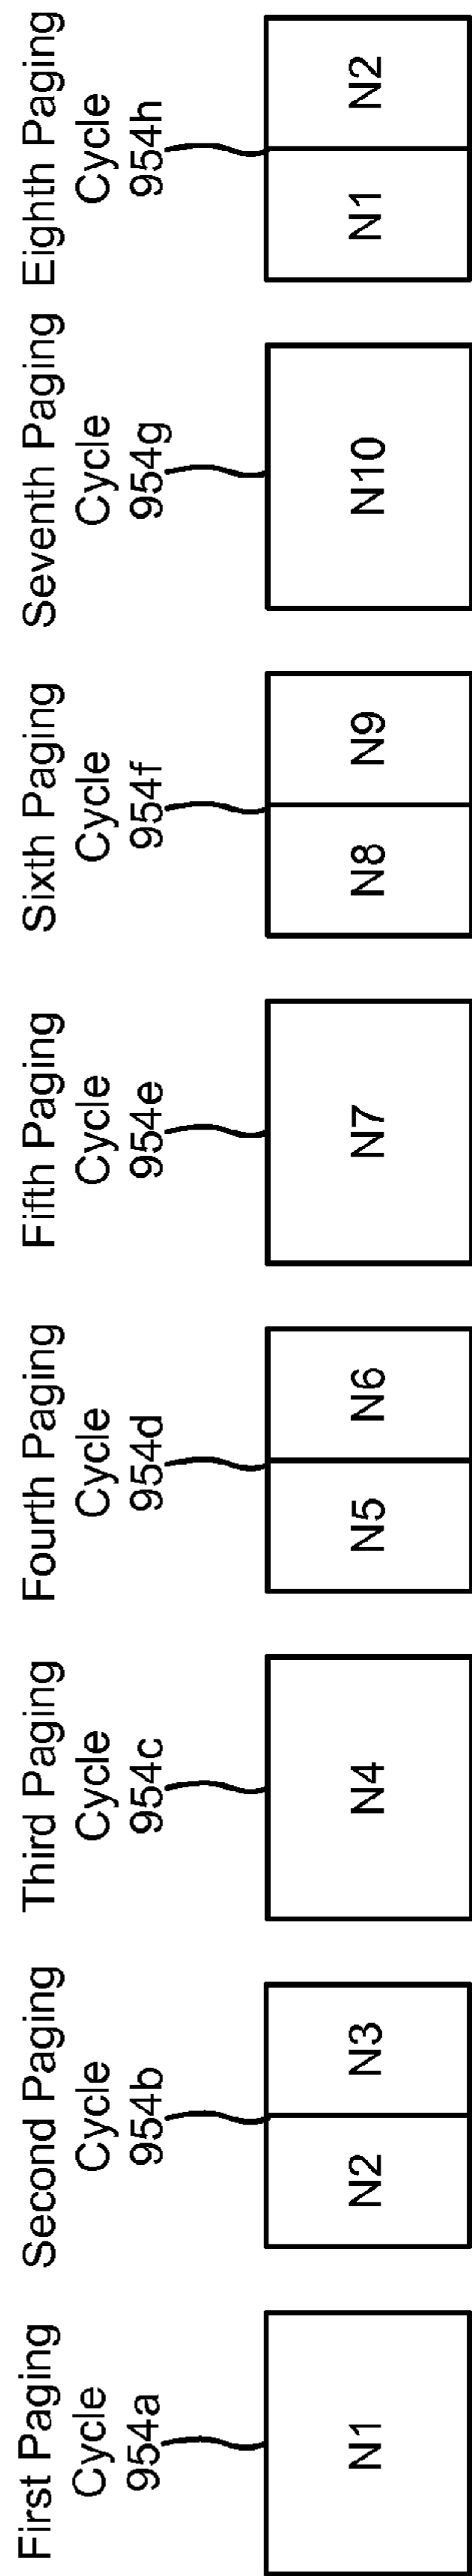 First Paging
Cycle
954a
N1
Second Paging
Cycle
954b
N2
N3
Third Paging
Cycle
954c
N4
Fourth Paging
Cycle
954d
N5
N6
Fifth Paging
Cycle
954e
N7
Sixth Paging
Cycle
954f
N8
N9
Seventh Paging
Cycle
954g
N10
Eighth Paging
Cycle
954h
N1
N2